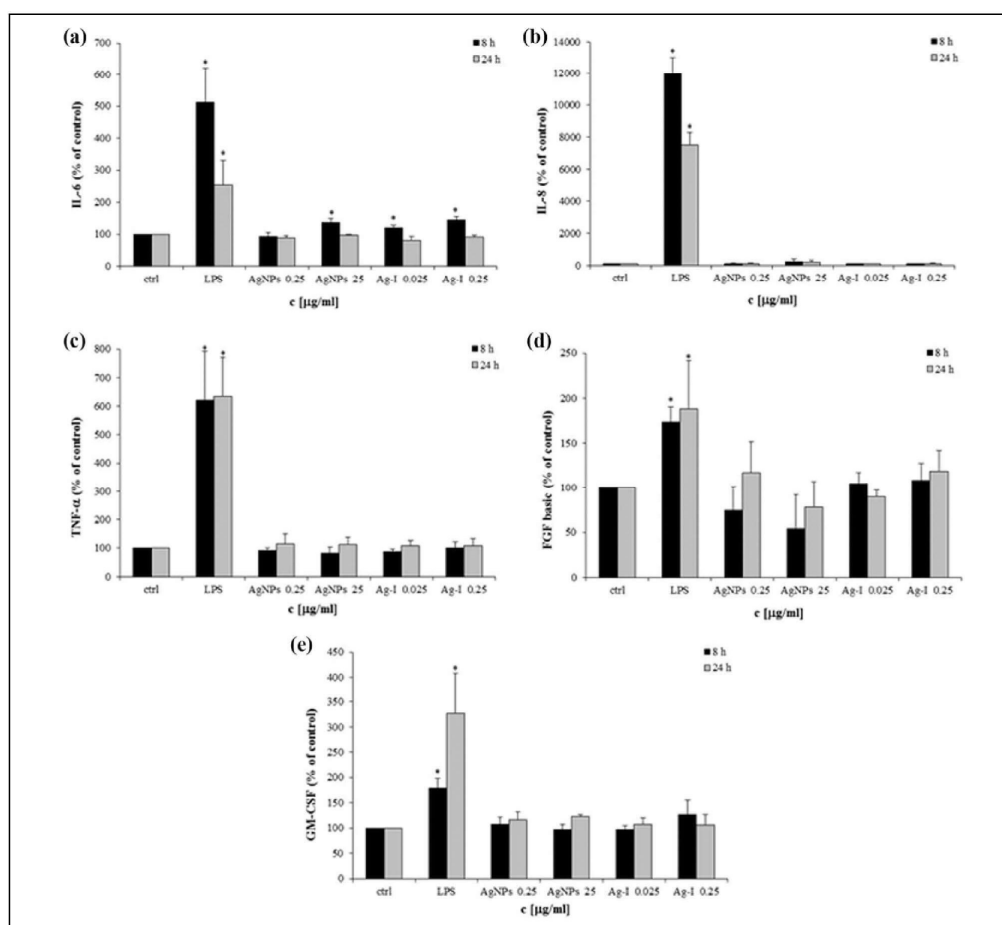 (a)
700
600
500
400
300
200
100
0
IL-6 (% of control)
* * * * *
8 h
24 h
ctrl LPS AgNPs 0.25 AgNPs 25 Ag-I 0.025 Ag-I 0.25
c [µg/ml]
(b)
14000
12000
10000
8000
6000
4000
2000
0
IL-8 (% of control)
* *
8 h
24 h
ctrl LPS AgNPs 0.25 AgNPs 25 Ag-I 0.025 Ag-I 0.25
c [µg/ml]
(c)
800
700
600
500
400
300
200
100
0
TNF-α (% of control)
* *
8 h
24 h
ctrl LPS AgNPs 0.25 AgNPs 25 Ag-I 0.025 Ag-I 0.25
c [µg/ml]
(d)
250
200
150
100
50
0
FGF basic (% of control)
* *
8 h
24 h
ctrl LPS AgNPs 0.25 AgNPs 25 Ag-I 0.025 Ag-I 0.25
c [µg/ml]
(e)
450
400
350
300
250
200
150
100
50
0
GM-CSF (% of control)
* *
8 h
24 h
ctrl LPS AgNPs 0.25 AgNPs 25 Ag-I 0.025 Ag-I 0.25
c [µg/ml]